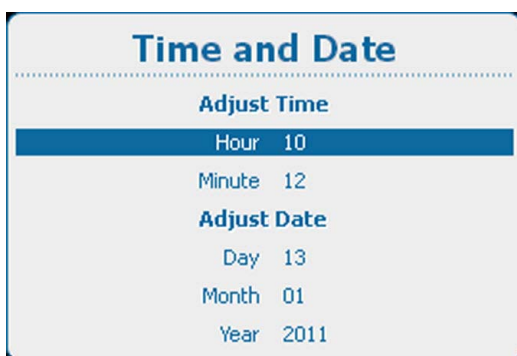 Time and Date
Adjust Time
Hour 10
Minute 12
Adjust Date
Day 13
Month 01
Year 2011